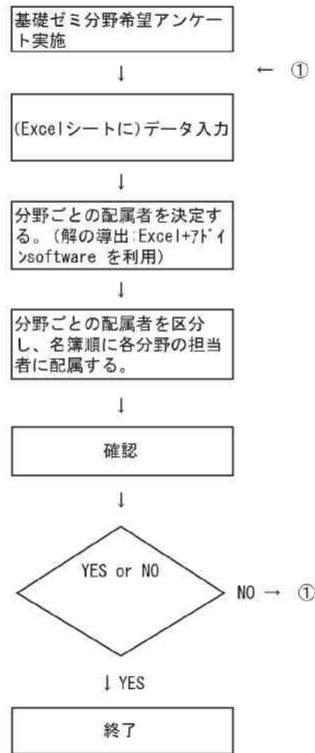 基礎ゼミ分野希望アンケー
ト実施
↓
← ①
(Excelシートに)データ入力
↓
分野ごとの配属者を決定す
る。(解の導出:Excel+ｱﾄﾞｲ
ﾝsoftware を利用)
↓
分野ごとの配属者を区分
し、名簿順に各分野の担当
者に配属する。
↓
確認
↓
YES or NO
NO → ①
↓ YES
終了